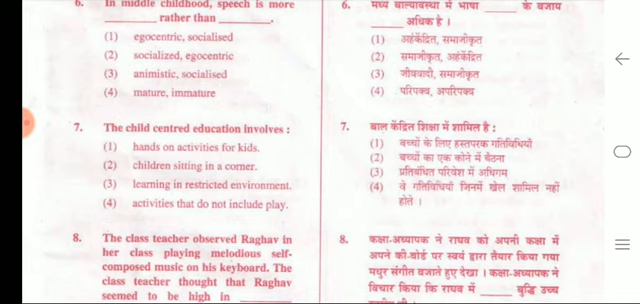 6. In middle childhood, speech is more
________ rather than ________.
(1) egocentric, socialised
(2) socialized, egocentric
(3) animistic, socialised
(4) mature, immature
7. The child centred education involves :
(1) hands on activities for kids.
(2) children sitting in a corner.
(3) learning in restricted environment.
(4) activities that do not include play.
8. The class teacher observed Raghav in
her class playing melodious self-
composed music on his keyboard. The
class teacher thought that Raghav
seemed to be high in ________
6. मध्य बाल्यावस्था में भाषा ________ के बजाय
________ अधिक है ।
(1) अहंकेंद्रित, समाजीकृत
(2) समाजीकृत, अहंकेंद्रित
(3) जीववादी, समाजीकृत
(4) परिपक्व, अपरिपक्व
7. बाल केंद्रित शिक्षा में शामिल है :
(1) बच्चों के लिए हस्तपरक गतिविधियाँ
(2) बच्चों का एक कोने में बैठना
(3) प्रतिबंधित परिवेश में अधिगम
(4) वे गतिविधियाँ जिनमें खेल शामिल नहीं
होते ।
8. कक्षा-अध्यापक ने राघव को अपनी कक्षा में
अपने की-बोर्ड पर स्वयं द्वारा तैयार किया गया
मधुर संगीत बजाते हुए देखा । कक्षा-अध्यापक ने
विचार किया कि राघव में ________ बुद्धि उच्च